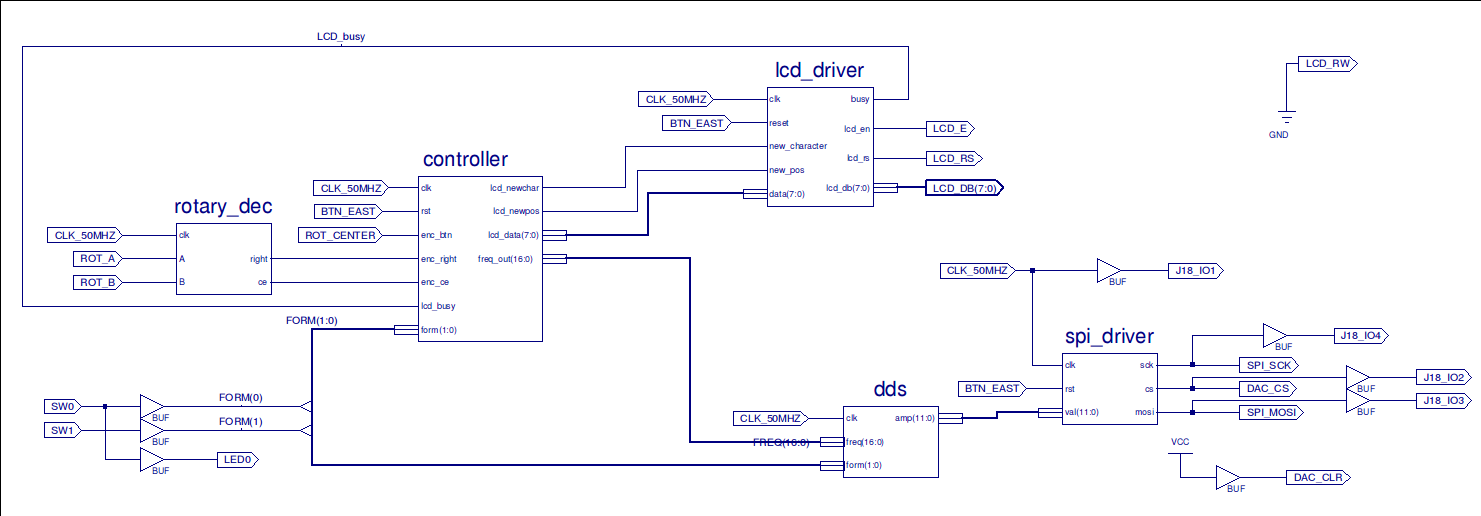 LCD_busy
lcd_driver
LCD_RW
GND
CLK_50MHZ
clk
busy
BTN_EAST
reset
lcd_en
LCD_E
new_character
lcd_rs
LCD_RS
new_pos
data(7:0)
lcd_db(7:0)
LCD_DB(7:0)
controller
CLK_50MHZ
clk
lcd_newchar
BTN_EAST
rst
lcd_newpos
ROT_CENTER
enc_btn
lcd_data(7:0)
enc_right
freq_out(16:0)
enc_ce
lcd_busy
form(1:0)
FORM(1:0)
rotary_dec
CLK_50MHZ
clk
ROT_A
A
right
ROT_B
B
ce
SW0
BUF
FORM(0)
SW1
BUF
FORM(1)
BUF
LED0
dds
CLK_50MHZ
clk
amp(11:0)
FREQ(16:0)
freq(16:0)
form(1:0)
CLK_50MHZ
BUF
J18_IO1
spi_driver
clk
sck
BTN_EAST
rst
cs
val(11:0)
mosi
BUF
J18_IO4
SPI_SCK
DAC_CS
BUF
J18_IO2
SPI_MOSI
BUF
J18_IO3
VCC
BUF
DAC_CLR